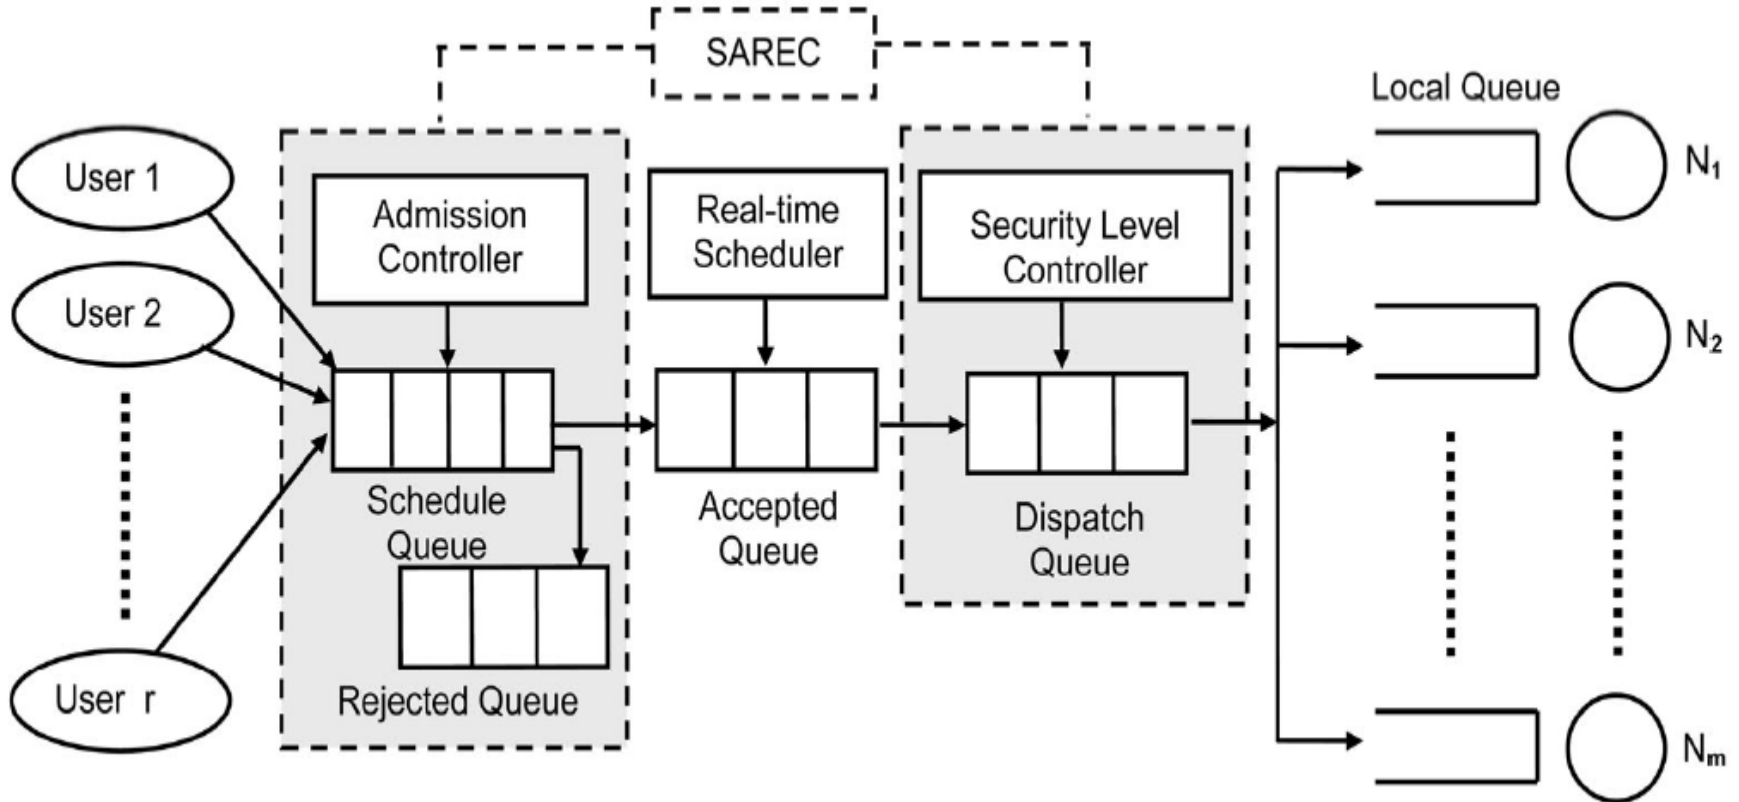 SAREC
Local Queue
User 1
Admission
Controller
Real-time
Scheduler
Security Level
Controller
N1
User 2
N2
Schedule
Queue
Accepted
Queue
Dispatch
Queue
User r
Rejected Queue
Nm